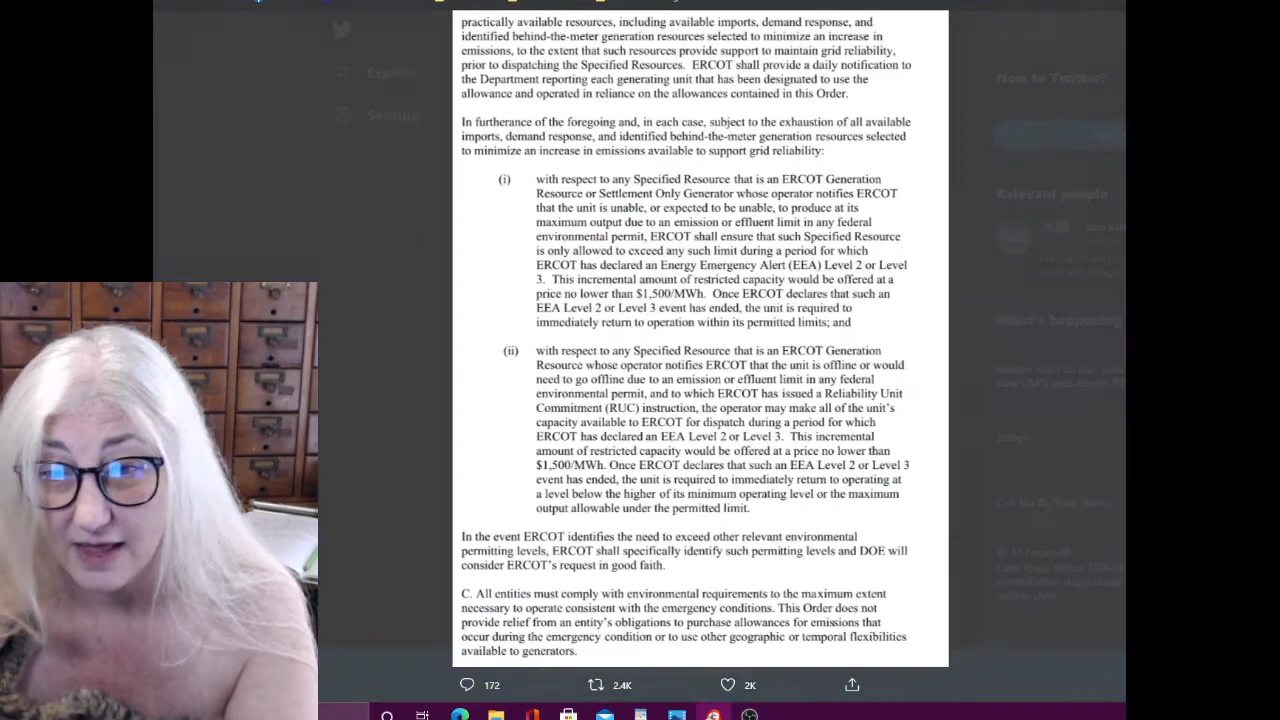 practically available resources, including available imports, demand response, and
identified behind-the-meter generation resources selected to minimize an increase in
emissions, to the extent that such resources provide support to maintain grid reliability,
prior to dispatching the Specified Resources. ERCOT shall provide a daily notification to
the Department reporting each generating unit that has been designated to use the
allowance and operated in reliance on the allowances contained in this Order.
In furtherance of the foregoing and, in each case, subject to the exhaustion of all available
imports, demand response, and identified behind-the-meter generation resources selected
to minimize an increase in emissions available to support grid reliability:
(i) with respect to any Specified Resource that is an ERCOT Generation
Resource or Settlement Only Generator whose operator notifies ERCOT
that the unit is unable, or expected to be unable, to produce at its
maximum output due to an emission or effluent limit in any federal
environmental permit, ERCOT shall ensure that such Specified Resource
is only allowed to exceed any such limit during a period for which
ERCOT has declared an Energy Emergency Alert (EEA) Level 2 or Level
3. This incremental amount of restricted capacity would be offered at a
price no lower than $1,500/MWh. Once ERCOT declares that such an
EEA Level 2 or Level 3 event has ended, the unit is required to
immediately return to operation within its permitted limits; and
(ii) with respect to any Specified Resource that is an ERCOT Generation
Resource whose operator notifies ERCOT that the unit is offline or would
need to go offline due to an emission or effluent limit in any federal
environmental permit, and to which ERCOT has issued a Reliability Unit
Commitment (RUC) instruction, the operator may make all of the unit's
capacity available to ERCOT for dispatch during a period for which
ERCOT has declared an EEA Level 2 or Level 3. This incremental
amount of restricted capacity would be offered at a price no lower than
$1,500/MWh. Once ERCOT declares that such an EEA Level 2 or Level 3
event has ended, the unit is required to immediately return to operating at
a level below the higher of its minimum operating level or the maximum
output allowable under the permitted limit.
In the event ERCOT identifies the need to exceed other relevant environmental
permitting levels, ERCOT shall specifically identify such permitting levels and DOE will
consider ERCOT's request in good faith.
C. All entities must comply with environmental requirements to the maximum extent
necessary to operate consistent with the emergency conditions. This Order does not
provide relief from an entity's obligations to purchase allowances for emissions that
occur during the emergency condition or to use other geographic or temporal flexibilities
available to generators.
172 2.4K 2K
New to Twitter?
Relevant people
What's happening